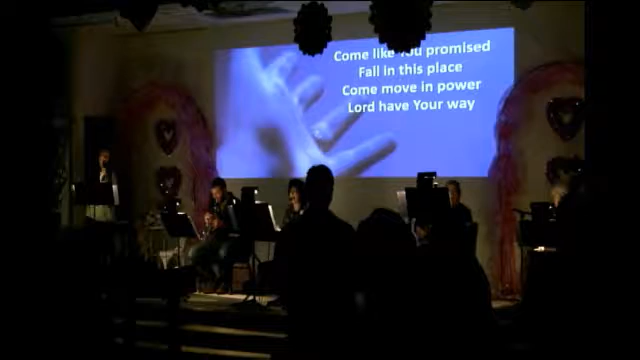 Come like You promised
Fall in this place
Come move in power
Lord have Your way